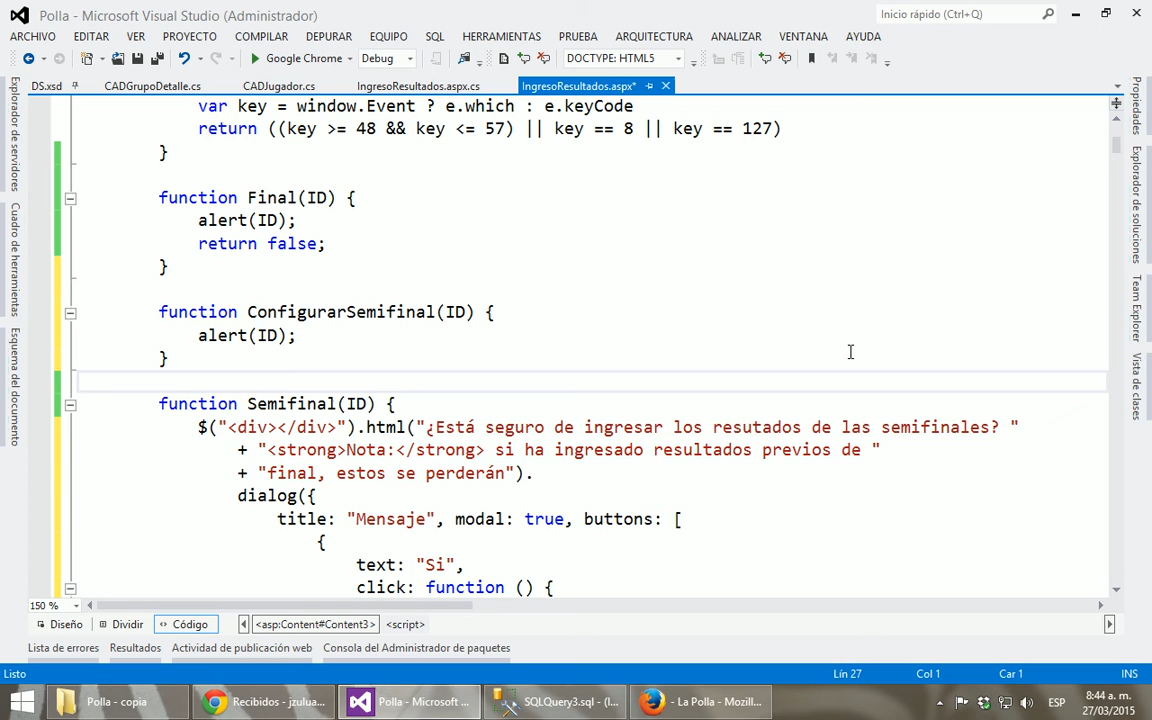 Polla - Microsoft Visual Studio (Administrador)
Inicio rápido (Ctrl+Q)
ARCHIVO EDITAR VER PROYECTO COMPILAR DEPURAR EQUIPO SQL HERRAMIENTAS PRUEBA ARQUITECTURA ANALIZAR VENTANA AYUDA
Google Chrome Debug DOCTYPE: HTML5
DS.xsd CADGrupoDetalle.cs CADJugador.cs IngresoResultados.aspx.cs IngresoResultados.aspx*
Explorador de servidores
Cuadro de herramientas
Esquema del documento
var key = window.Event ? e.which : e.keyCode
return ((key >= 48 && key <= 57) || key == 8 || key == 127)
}
function Final(ID) {
alert(ID);
return false;
}
function ConfigurarSemifinal(ID) {
alert(ID);
}
function Semifinal(ID) {
$("<div></div>").html("¿Está seguro de ingresar los resutados de las semifinales? "
+ "<strong>Nota:</strong> si ha ingresado resultados previos de "
+ "final, estos se perderán").
dialog({
title: "Mensaje", modal: true, buttons: [
{
text: "Si",
click: function () {
Propiedades
Explorador de soluciones
Team Explorer
Vista de clases
150 %
Diseño Dividir Código <asp:Content#Content3> <script>
Lista de errores Resultados Actividad de publicación web Consola del Administrador de paquetes
Listo Lín 27 Col 1 Car 1 INS
Polla - copia Recibidos - jzulua... Polla - Microsoft ... SQLQuery3.sql - (l... - La Polla - Mozill... ESP 8:44 a. m.
27/03/2015